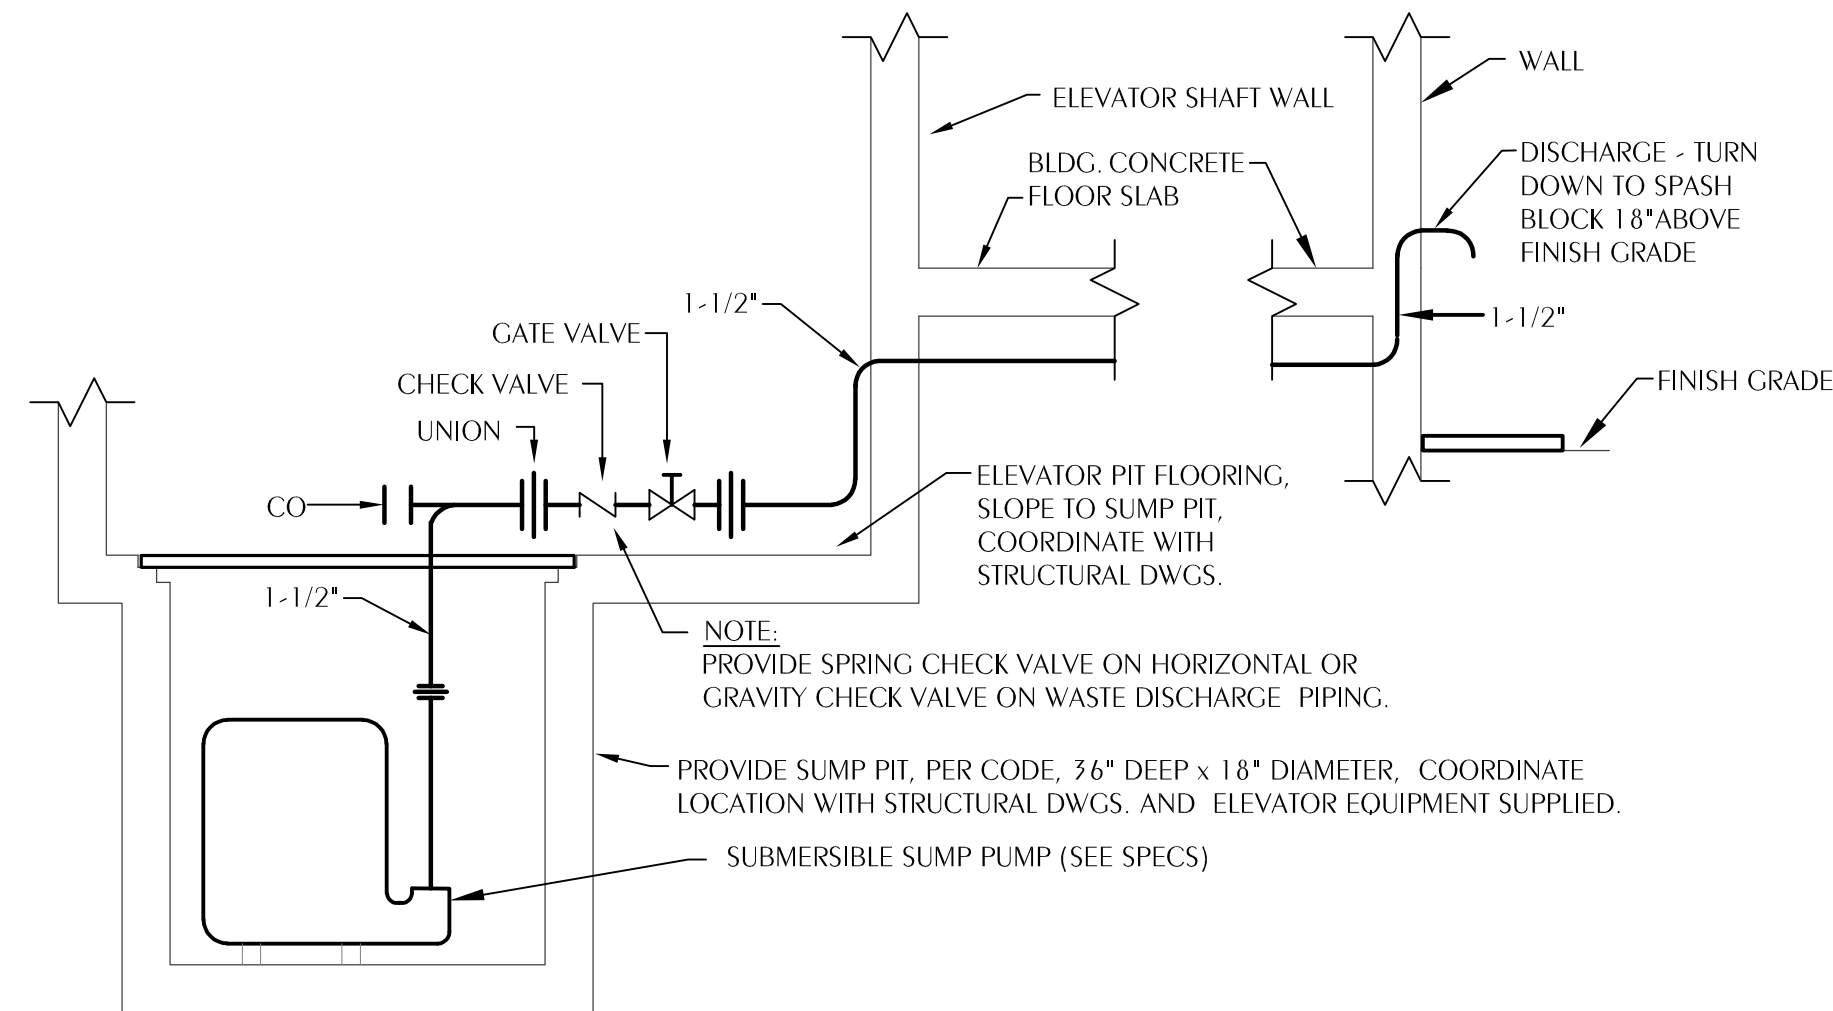 WALL
ELEVATOR SHAFT WALL
BLDG. CONCRETE
FLOOR SLAB
DISCHARGE - TURN
DOWN TO SPASH
BLOCK 18"ABOVE
FINISH GRADE
1-1/2"
1-1/2"
GATE VALVE
CHECK VALVE
UNION
FINISH GRADE
CO
ELEVATOR PIT FLOORING,
SLOPE TO SUMP PIT,
COORDINATE WITH
STRUCTURAL DWGS.
1-1/2"
NOTE:
PROVIDE SPRING CHECK VALVE ON HORIZONTAL OR
GRAVITY CHECK VALVE ON WASTE DISCHARGE PIPING.
PROVIDE SUMP PIT, PER CODE, 36" DEEP x 18" DIAMETER, COORDINATE
LOCATION WITH STRUCTURAL DWGS. AND ELEVATOR EQUIPMENT SUPPLIED.
SUBMERSIBLE SUMP PUMP (SEE SPECS)